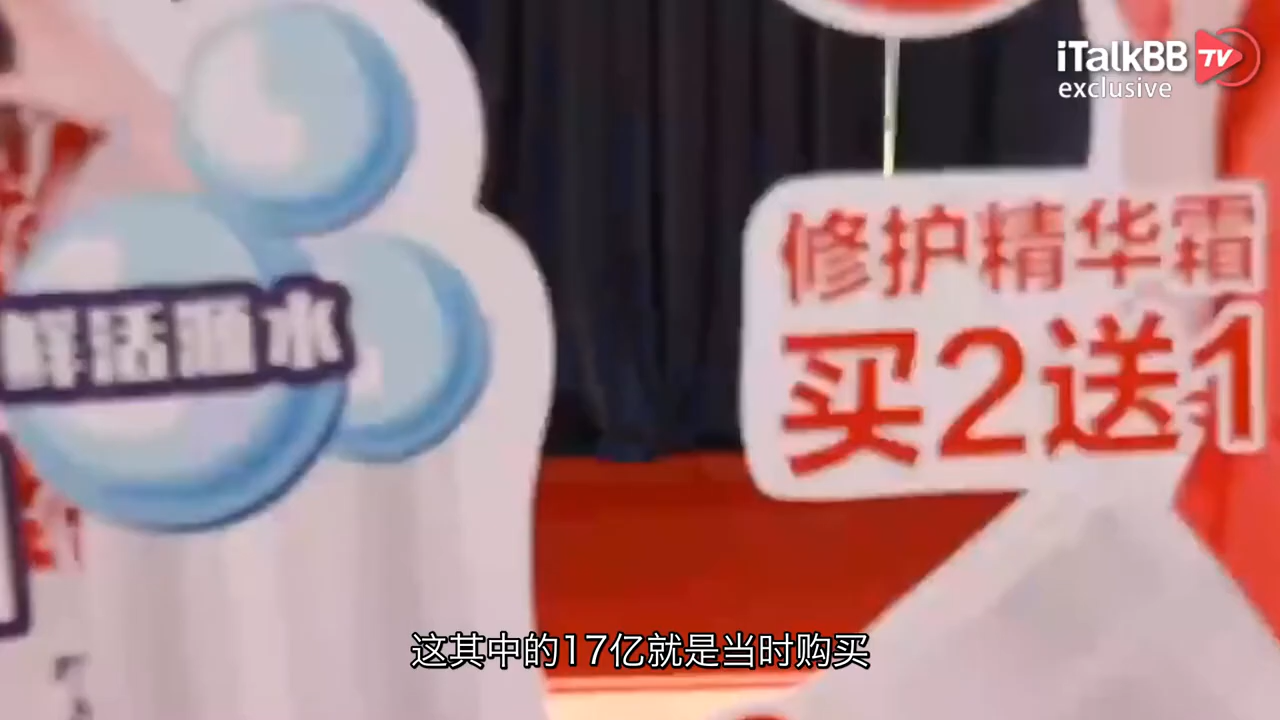 iTalkBB TV
exclusive
修护精华霜
买2送1
鲜活源水
这其中的17亿就是当时购买